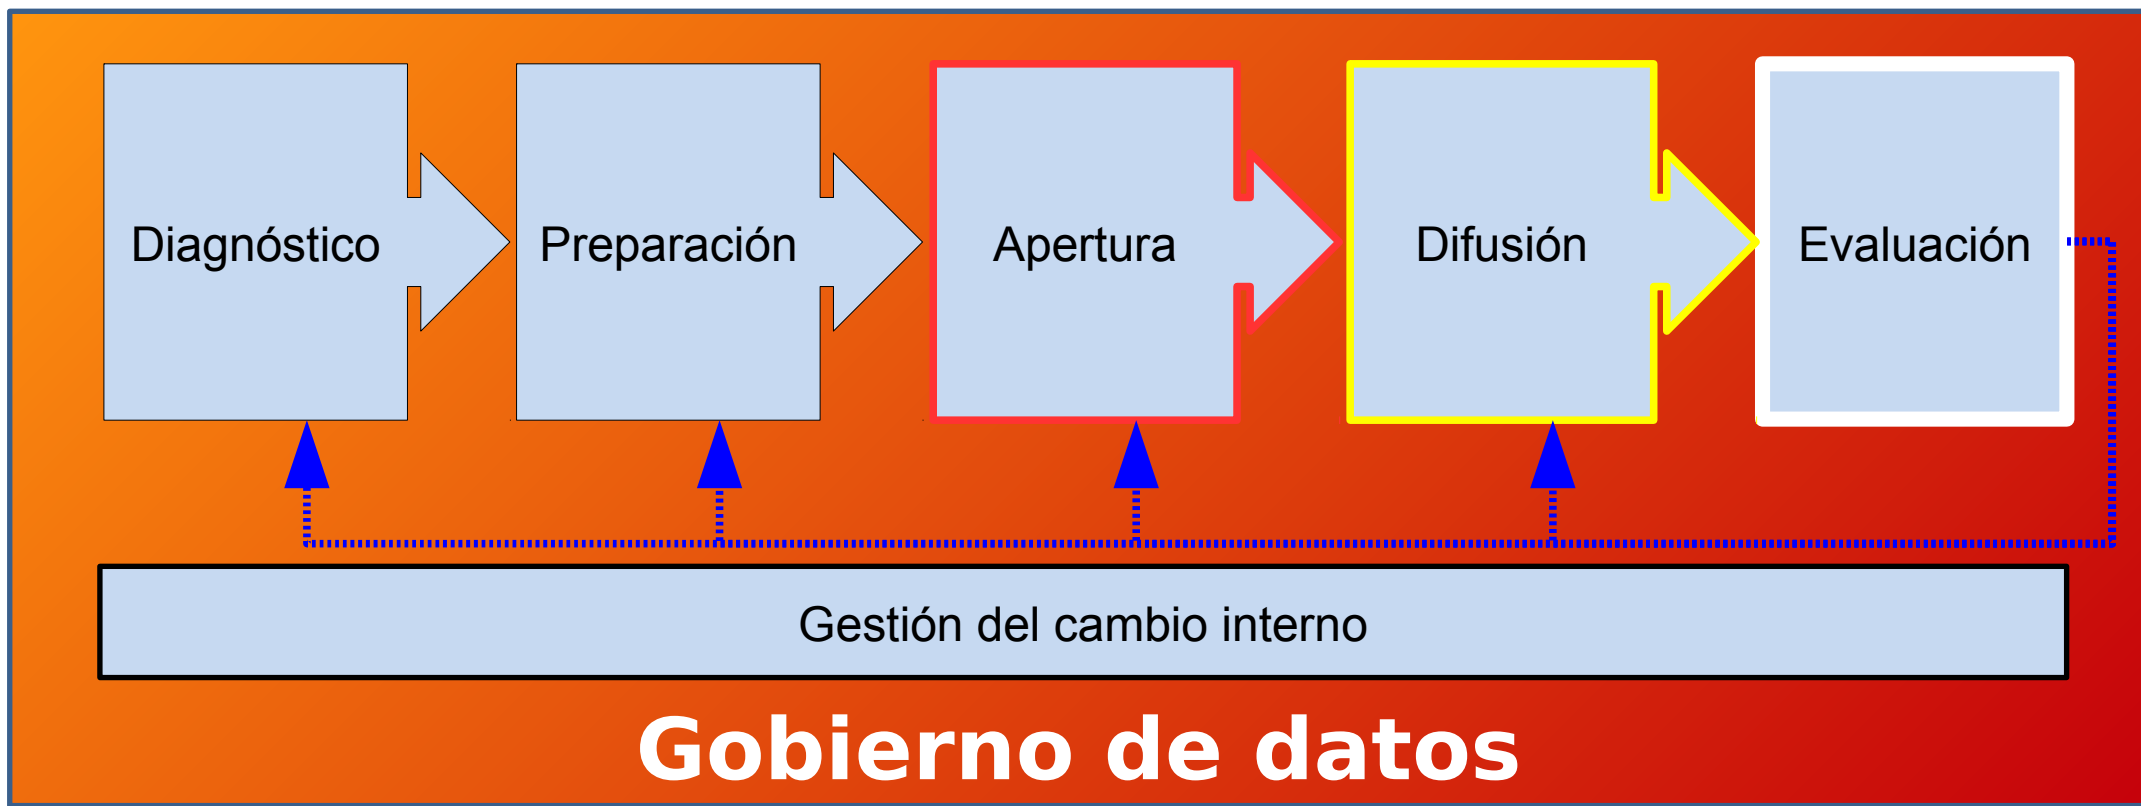 Diagnóstico
Preparación
Apertura
Difusión
Evaluación
Gestión del cambio interno
Gobierno de datos